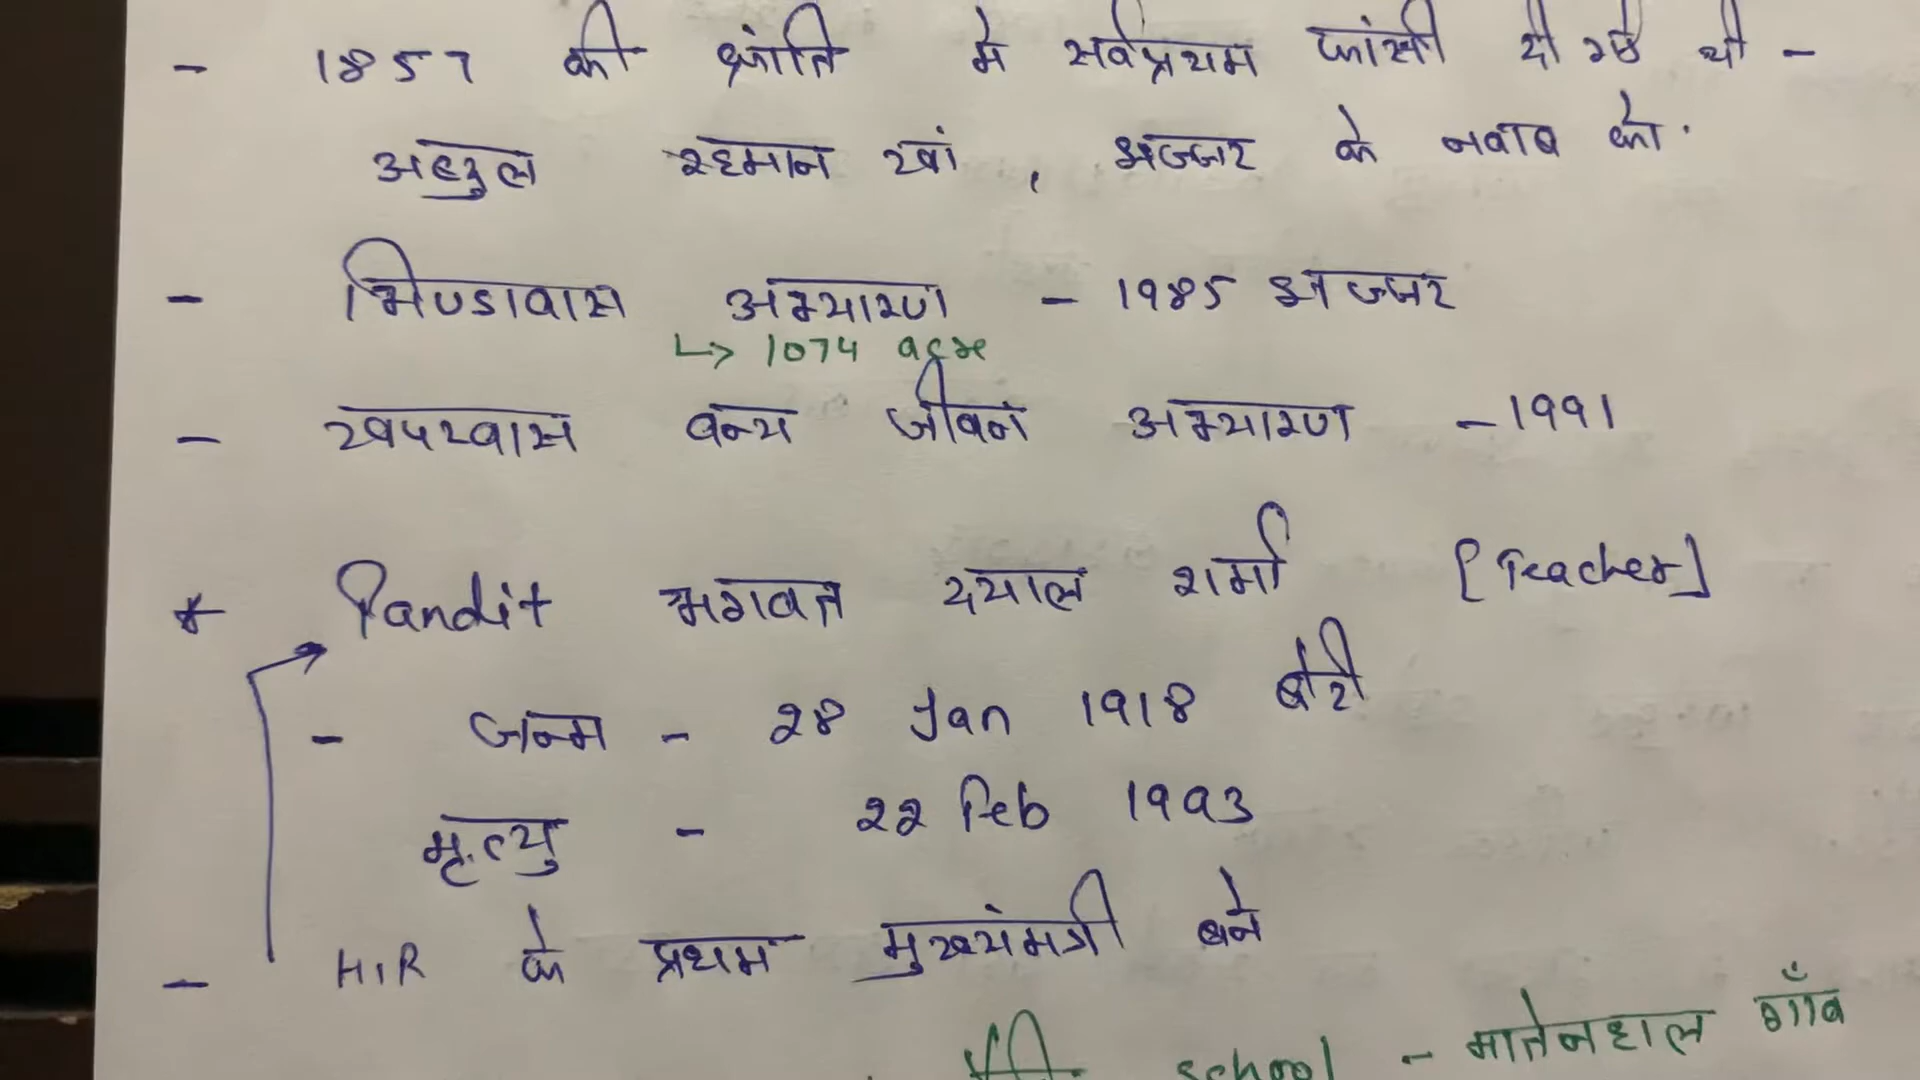 - 1857 की क्रांति मे सर्वप्रथम फांसी दी गई थी -
अब्दुल रहमान खां , झज्जर के नवाब को.
- भिण्डावास अभ्यारण - 1985 झज्जर
↳ 1074 acre
- खपरवास वन्य जीवन अभ्यारण - 1991
* Pandit भगवत दयाल शर्मा [Teacher]
- जन्म - 28 Jan 1918 बेरी
मृत्यु - 22 Feb 1993
- HR के प्रथम मुख्यंमत्री बने
school - मातेनहाल गाँव